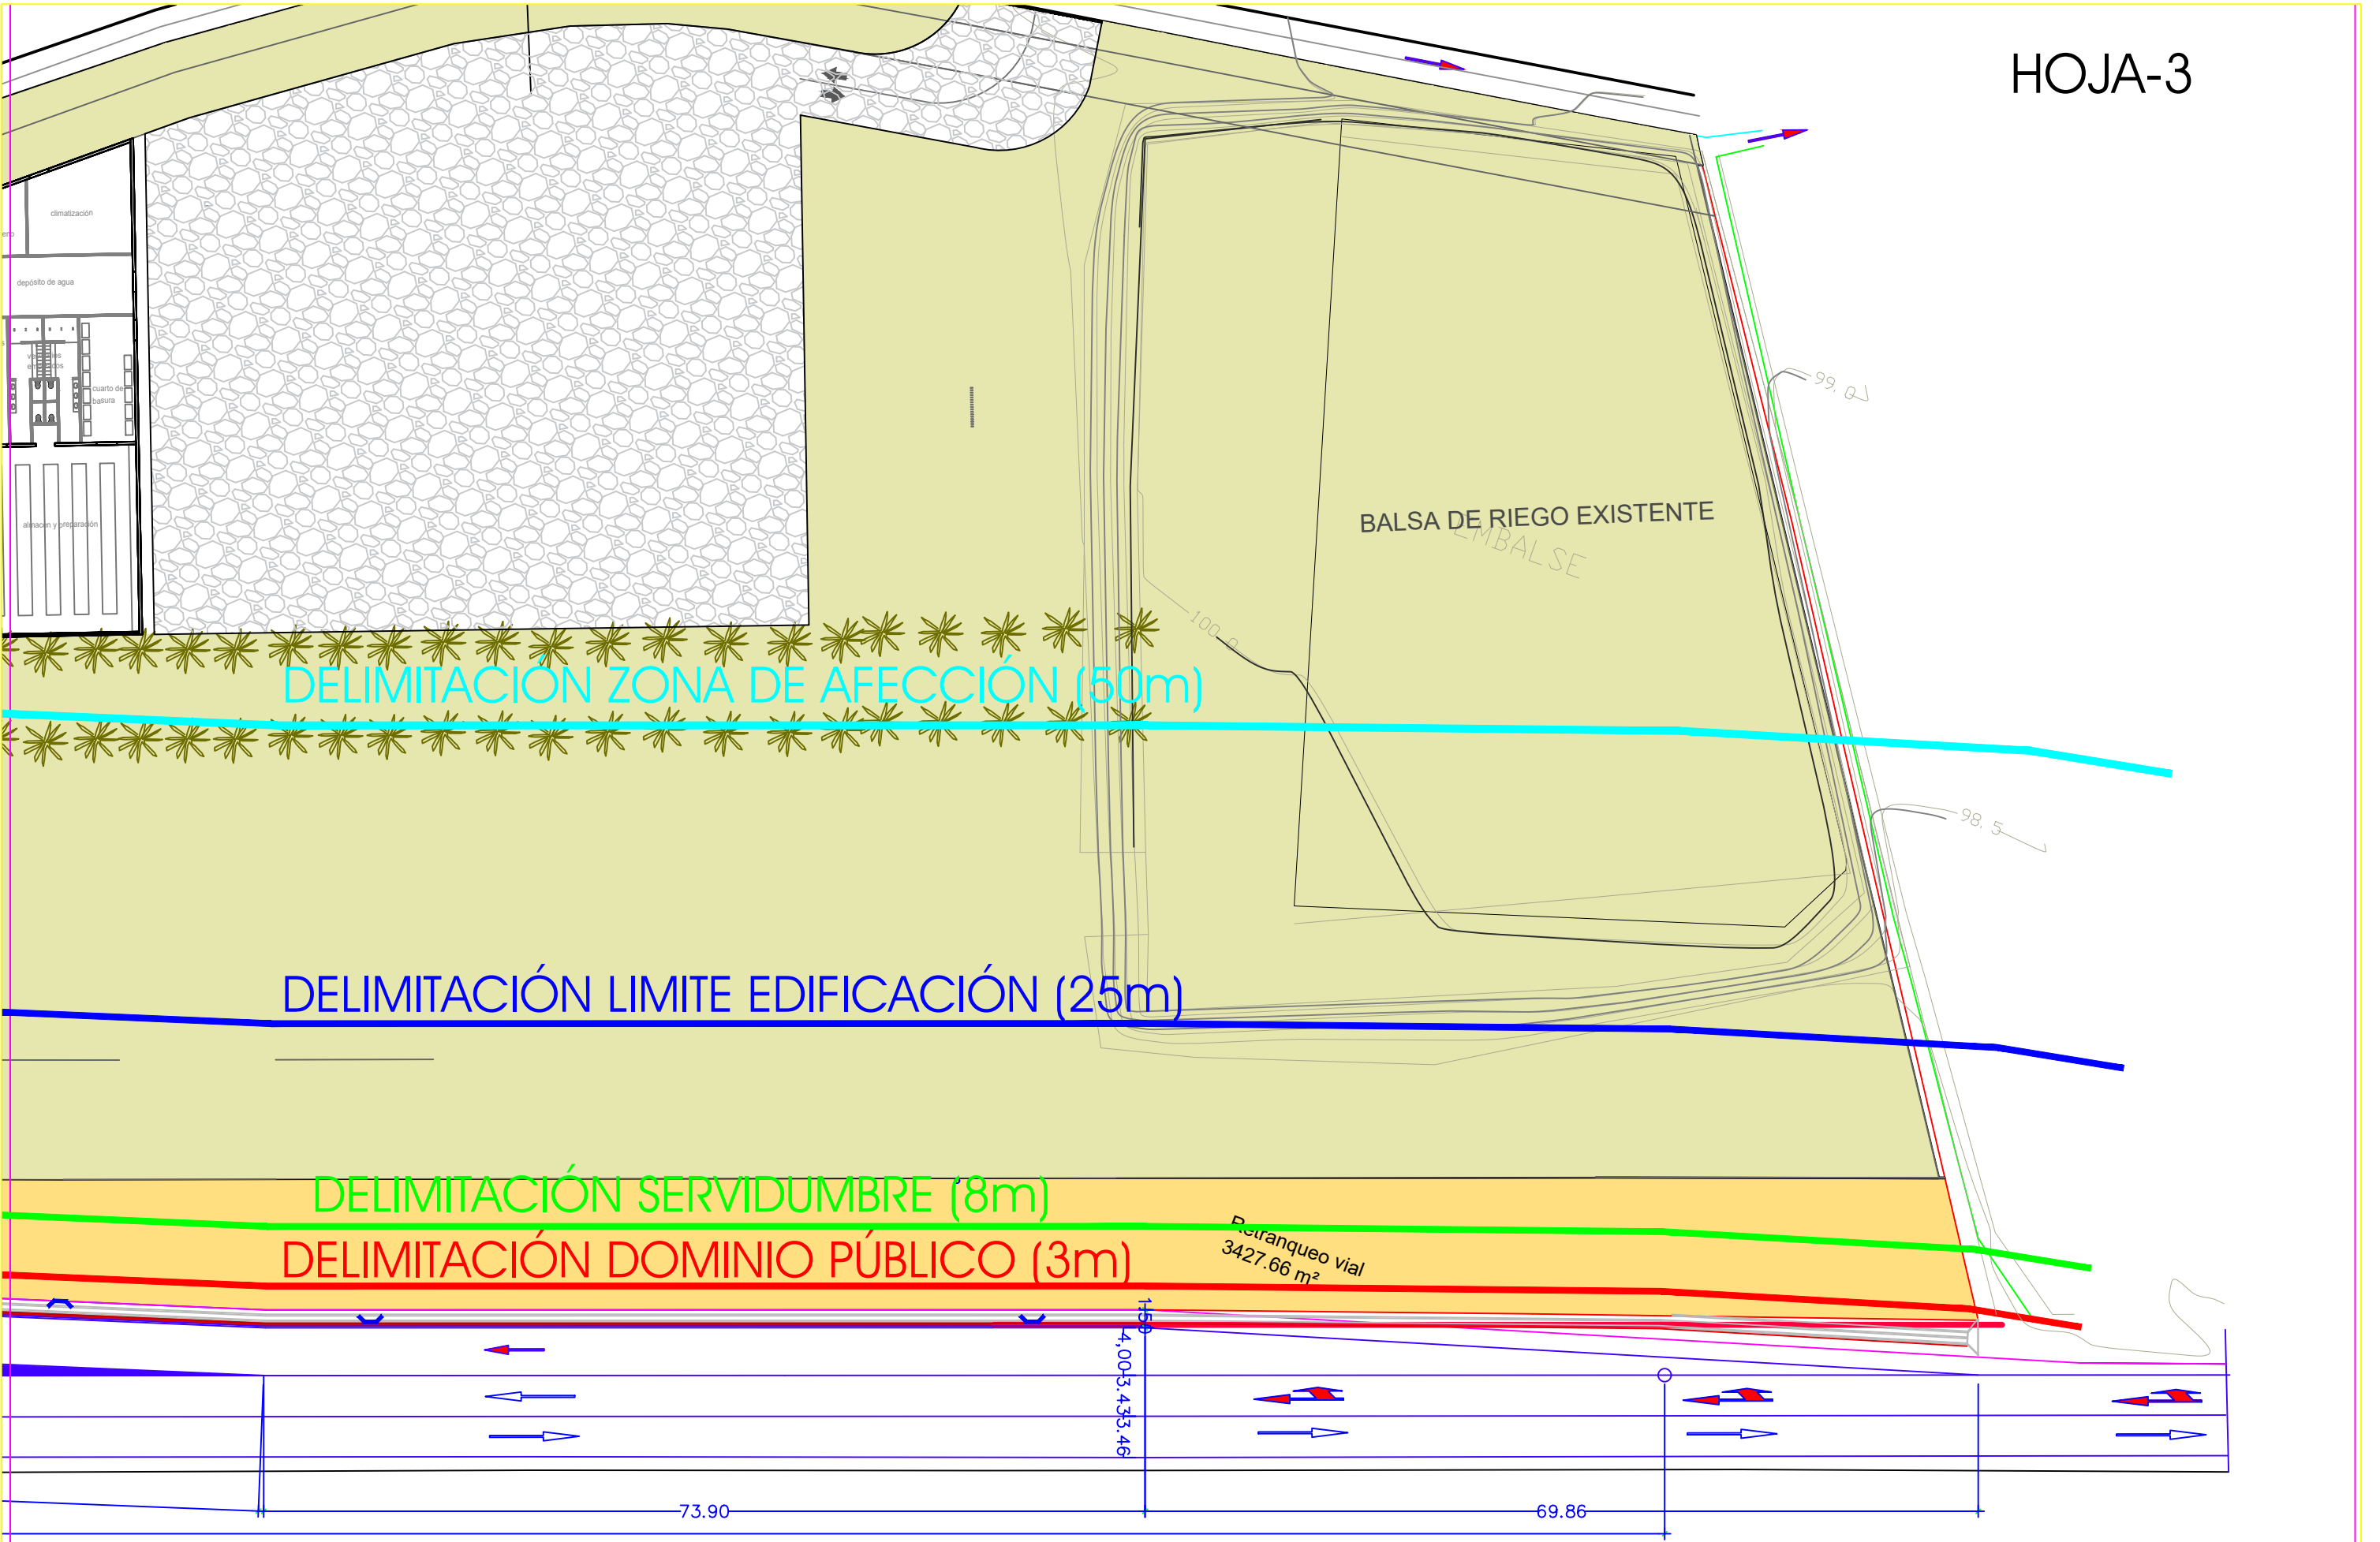 HOJA-3
climatización
depósito de agua
cuarto de
basura
almacen y preparación
99.0
BALSA DE RIEGO EXISTENTE
EMBALSE
100.0
DELIMITACIÓN ZONA DE AFECCIÓN (50m)
98.5
DELIMITACIÓN LIMITE EDIFICACIÓN (25m)
DELIMITACIÓN SERVIDUMBRE (8m)
DELIMITACIÓN DOMINIO PÚBLICO (3m)
Retranqueo vial
3427.66 m²
1.50
4,00
3.43
3.46
73.90
69.86